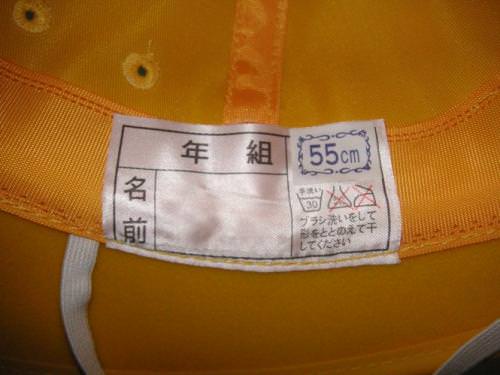 年 組
55cm
名前
手洗い
30
ブラシ洗いをして
形をととのえて干
してください